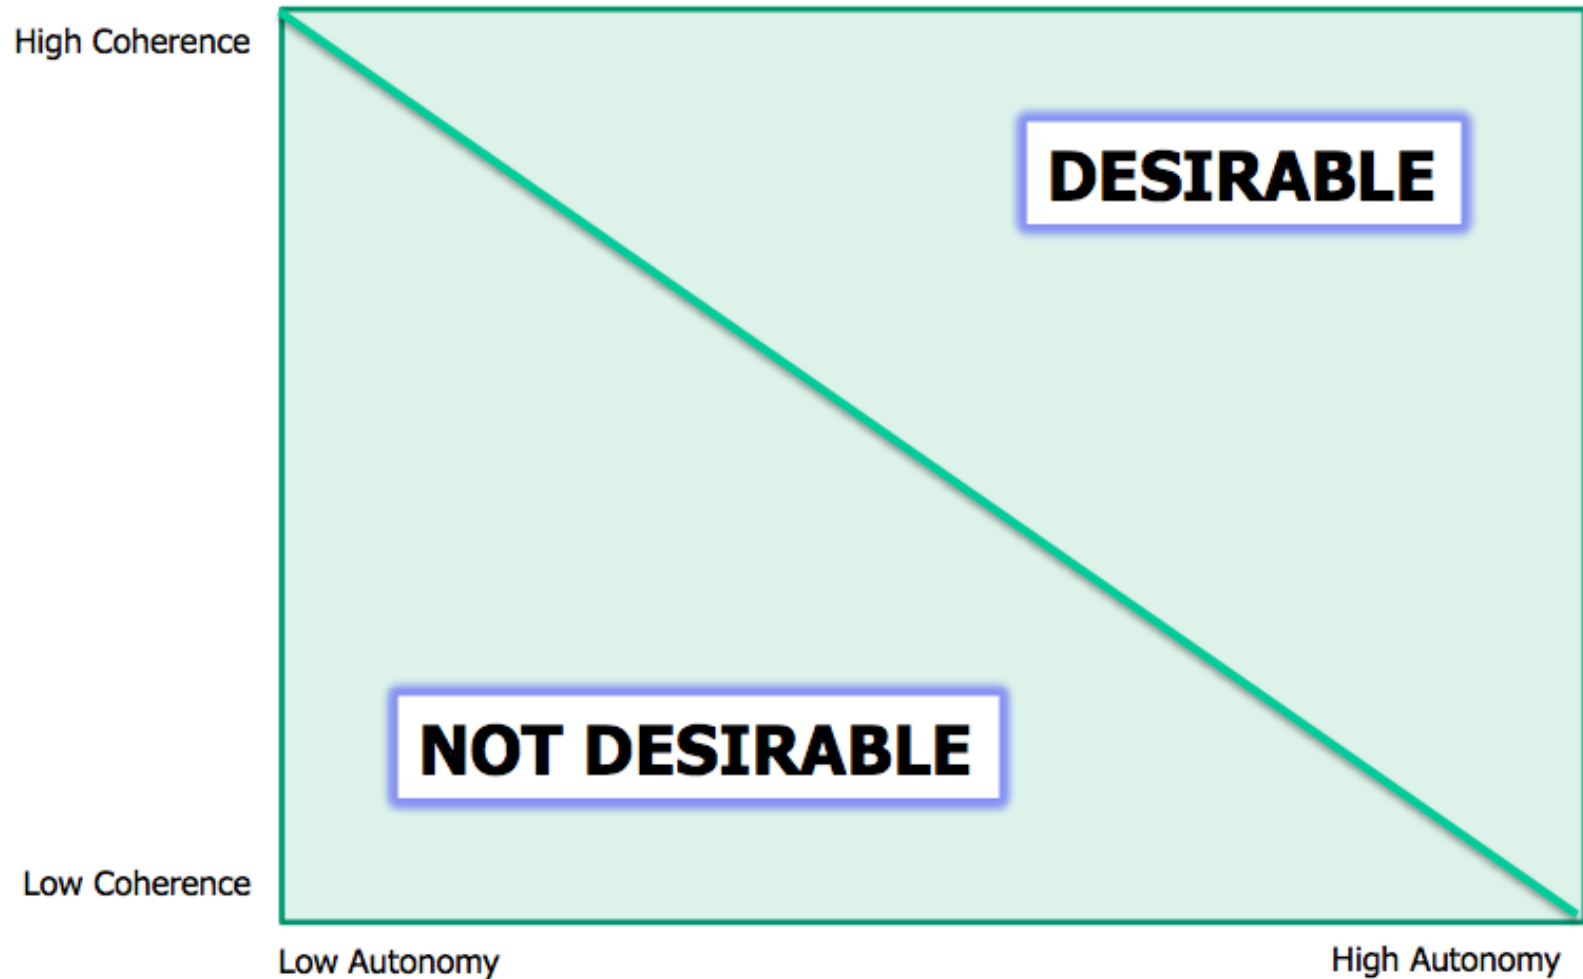 High Coherence
DESIRABLE
NOT DESIRABLE
Low Coherence
Low Autonomy
High Autonomy